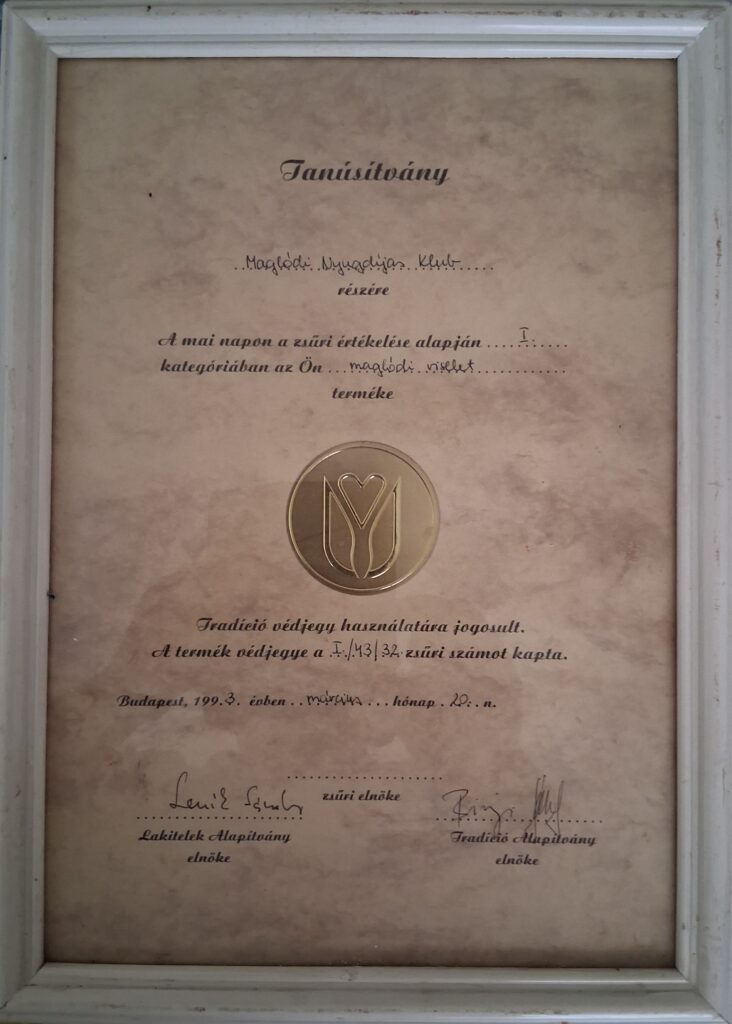 Tanúsítvány
Maglódi Nyugdíjas Klub
részére
A mai napon a zsűri értékelése alapján I.
kategóriában az Ön maglódi viselet
terméke
Tradíció védjegy használatára jogosult.
A termék védjegye a I./43/32 zsűri számot kapta.
Budapest, 1993. évben március hónap 20. n.
zsűri elnöke
Lakitelek Alapítvány
Tradíció Alapítvány
elnöke
elnöke